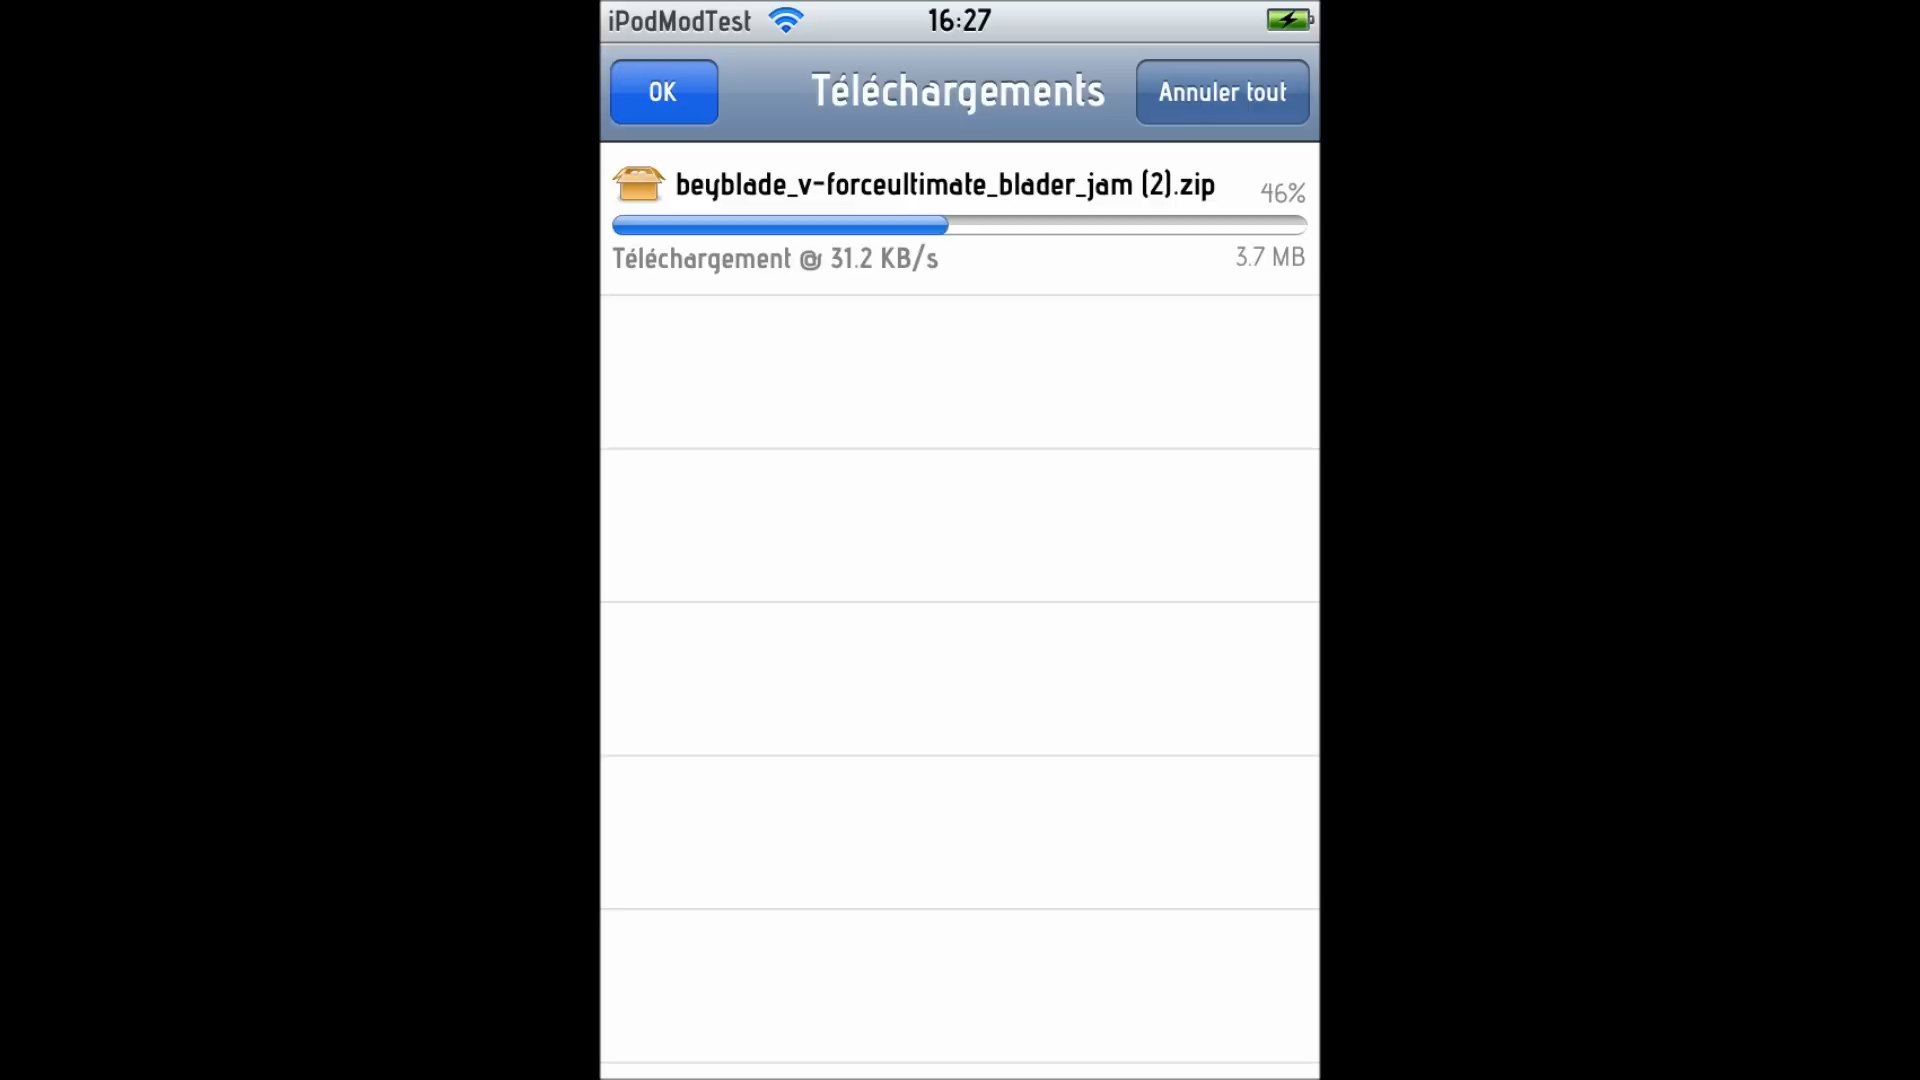 iPodModTest 16:27
OK Téléchargements Annuler tout
beyblade_v-forceultimate_blader_jam (2).zip 46%
Téléchargement @ 31.2 KB/s 3.7 MB